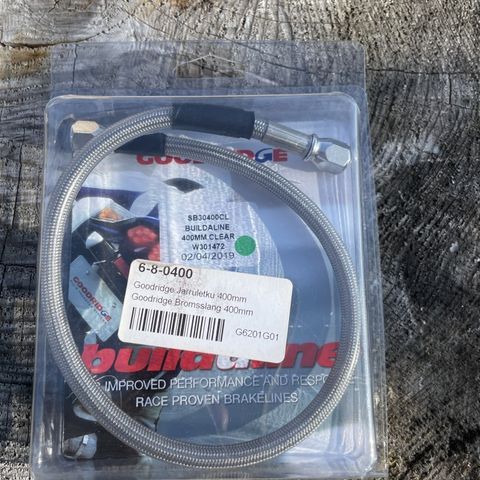 GOODRIDGE
SB30400CL
BUILDALINE
400MM CLEAR
W301472
02/04/2019
GOODRIDGE
6-8-0400
Goodridge Jarruletku 400mm
Goodridge Bromsslang 400mm
G6201G01
buildaline
IMPROVED PERFORMANCE AND
RACE PROVEN BRAKELINES